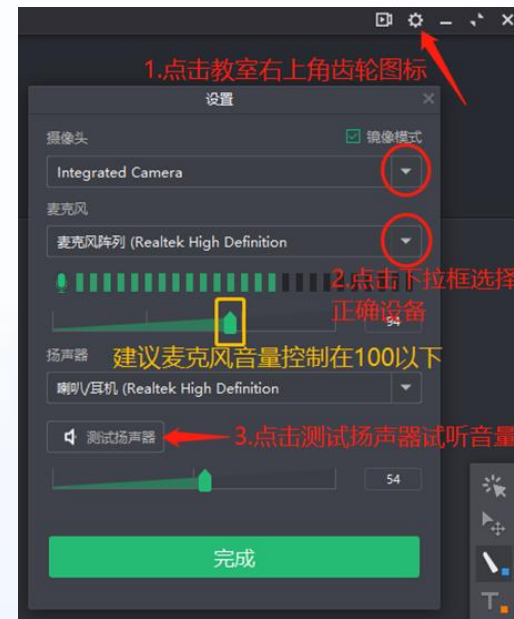 1.点击教室右上角齿轮图标
设置
摄像头
镜像模式
Integrated Camera
麦克风
麦克风阵列 (Realtek High Definition
2.点击下拉框选择
正确设备
94
建议麦克风音量控制在100以下
扬声器
喇叭/耳机 (Realtek High Definition
测试扬声器
3.点击测试扬声器试听音量
54
完成
T